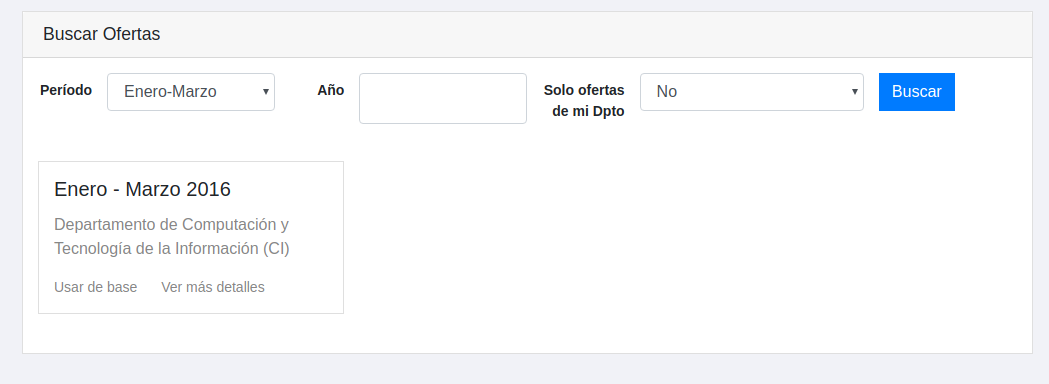 Buscar Ofertas
Período
Enero-Marzo
Año
Solo ofertas
de mi Dpto
No
Buscar
Enero - Marzo 2016
Departamento de Computación y
Tecnología de la Información (CI)
Usar de base Ver más detalles